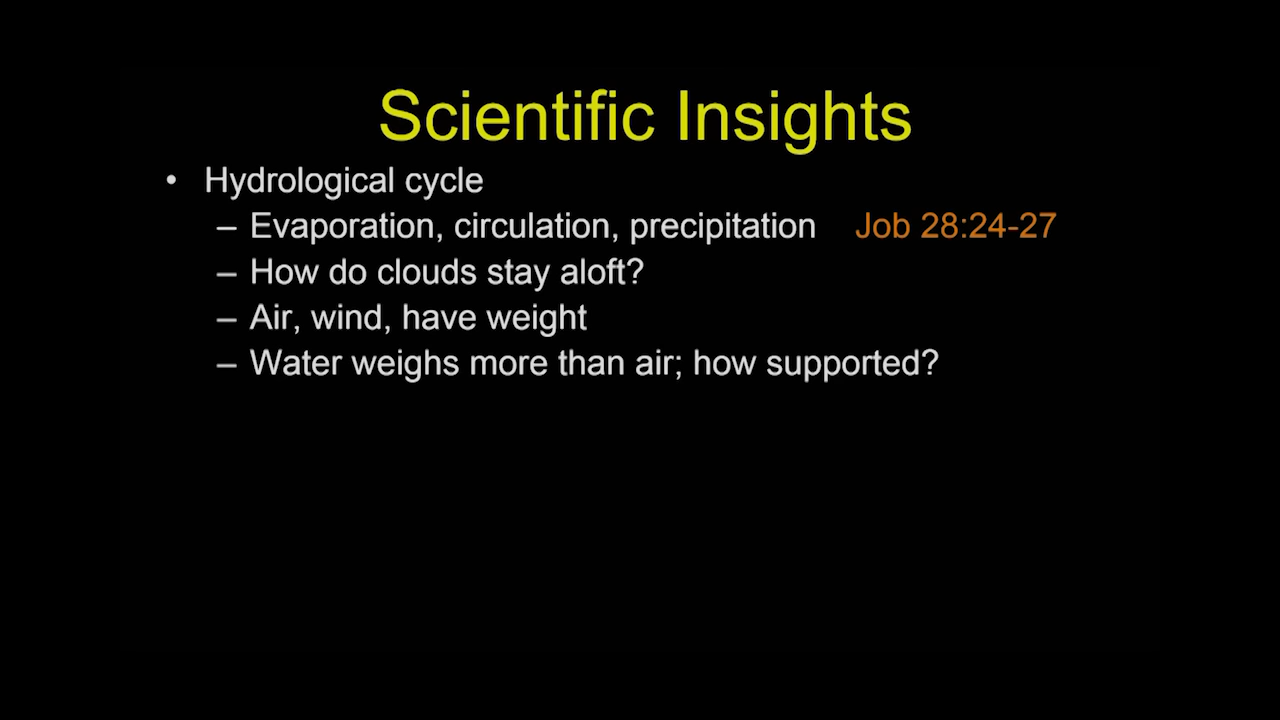 Scientific Insights
• Hydrological cycle
– Evaporation, circulation, precipitation Job 28:24-27
– How do clouds stay aloft?
– Air, wind, have weight
– Water weighs more than air; how supported?